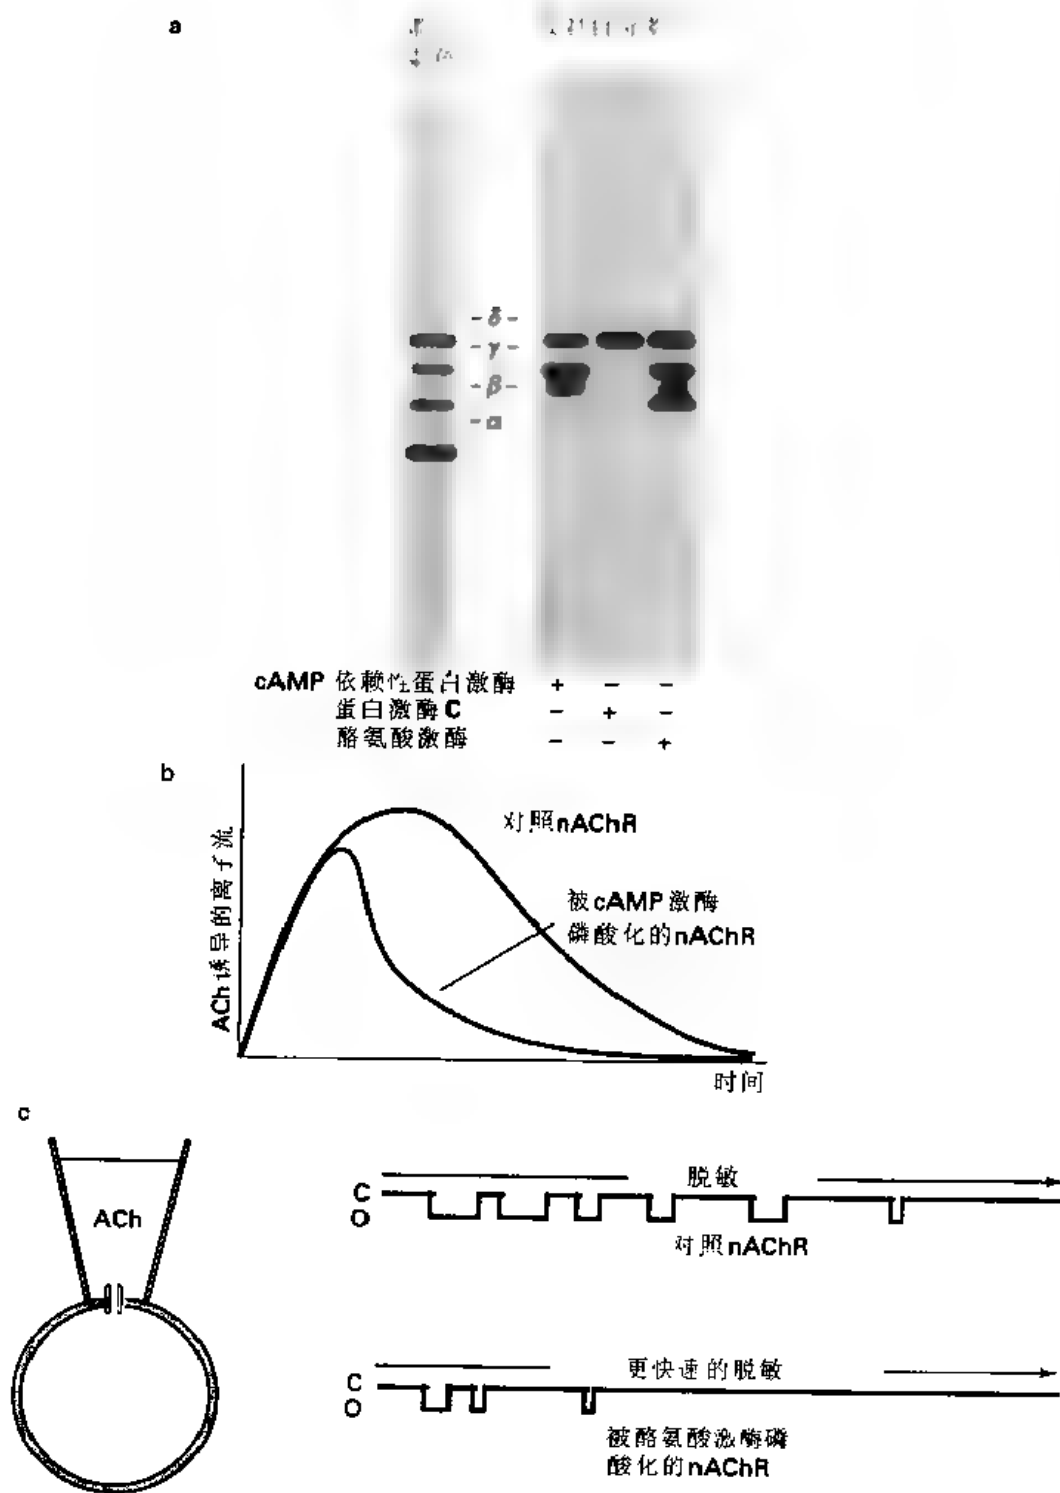 a
-δ-
-γ-
-β-
-α
cAMP 依赖性蛋白激酶 + - -
蛋白激酶C - + -
酪氨酸激酶 - - +
b
ACh诱导的离子流
对照nAChR
被cAMP激酶
磷酸化的nAChR
时间
c
ACh
脱敏
C
O
对照nAChR
更快速的脱敏
C
O
被酪氨酸激酶磷
酸化的nAChR